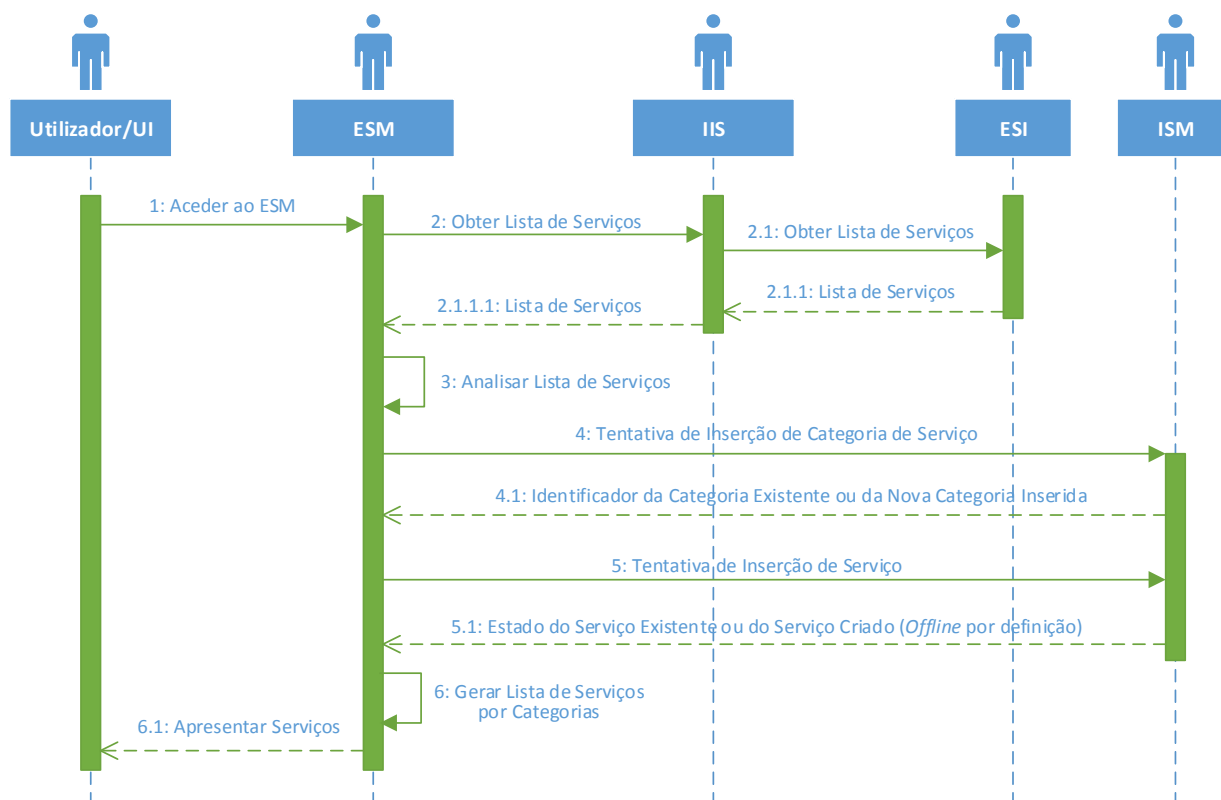 Utilizador/UI
ESM
IIS
ESI
ISM
1: Aceder ao ESM
2: Obter Lista de Serviços
2.1: Obter Lista de Serviços
2.1.1: Lista de Serviços
2.1.1.1: Lista de Serviços
3: Analisar Lista de Serviços
4: Tentativa de Inserção de Categoria de Serviço
4.1: Identificador da Categoria Existente ou da Nova Categoria Inserida
5: Tentativa de Inserção de Serviço
5.1: Estado do Serviço Existente ou do Serviço Criado (Offline por definição)
6: Gerar Lista de Serviços
por Categorias
6.1: Apresentar Serviços